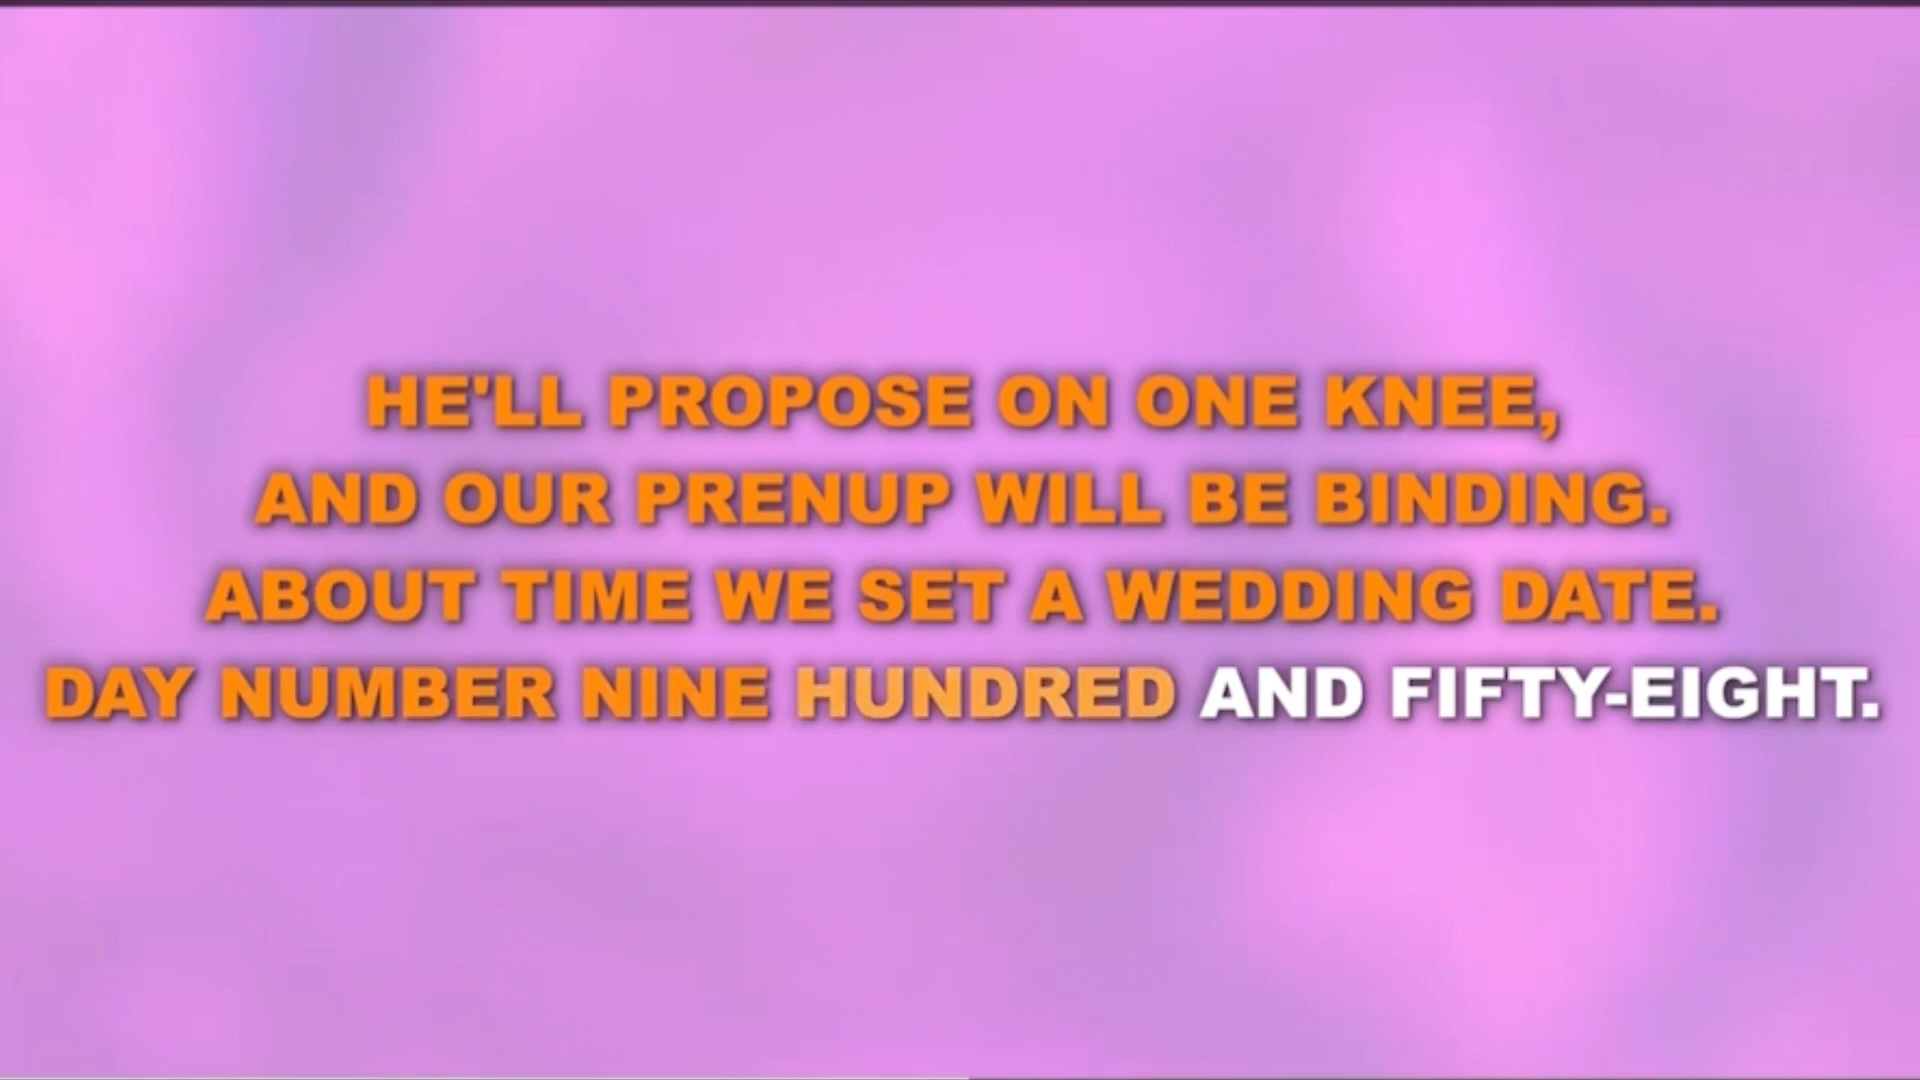 HE'LL PROPOSE ON ONE KNEE,
AND OUR PRENUP WILL BE BINDING.
ABOUT TIME WE SET A WEDDING DATE.
DAY NUMBER NINE HUNDRED AND FIFTY-EIGHT.